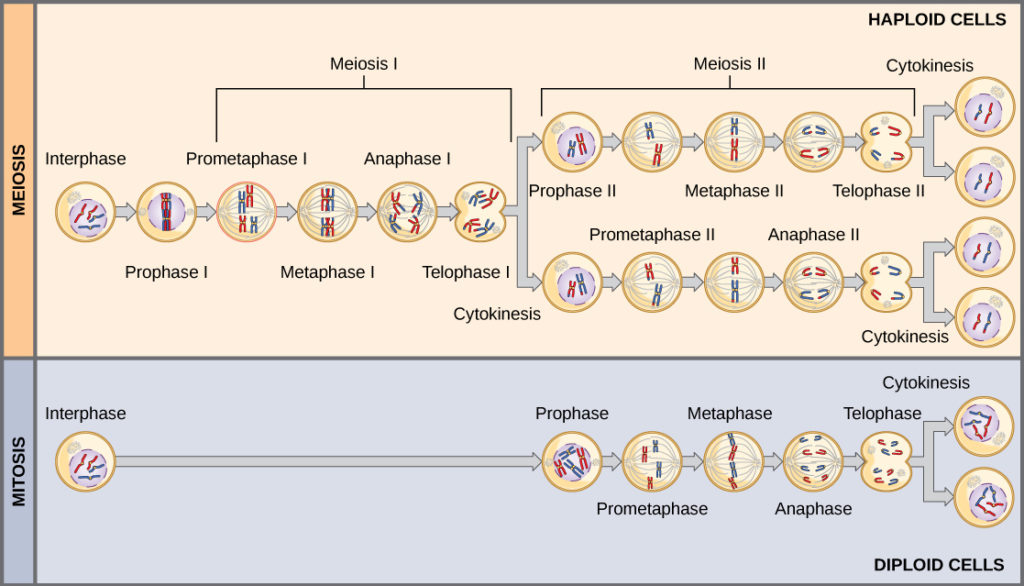 MEIOSIS
HAPLOID CELLS
Meiosis I
Meiosis II
Cytokinesis
Interphase
Prometaphase I
Anaphase I
Prophase II
Metaphase II
Telophase II
Prometaphase II
Anaphase II
Prophase I
Metaphase I
Telophase I
Cytokinesis
Cytokinesis
MITOSIS
Cytokinesis
Interphase
Prophase
Metaphase
Telophase
Prometaphase
Anaphase
DIPLOID CELLS